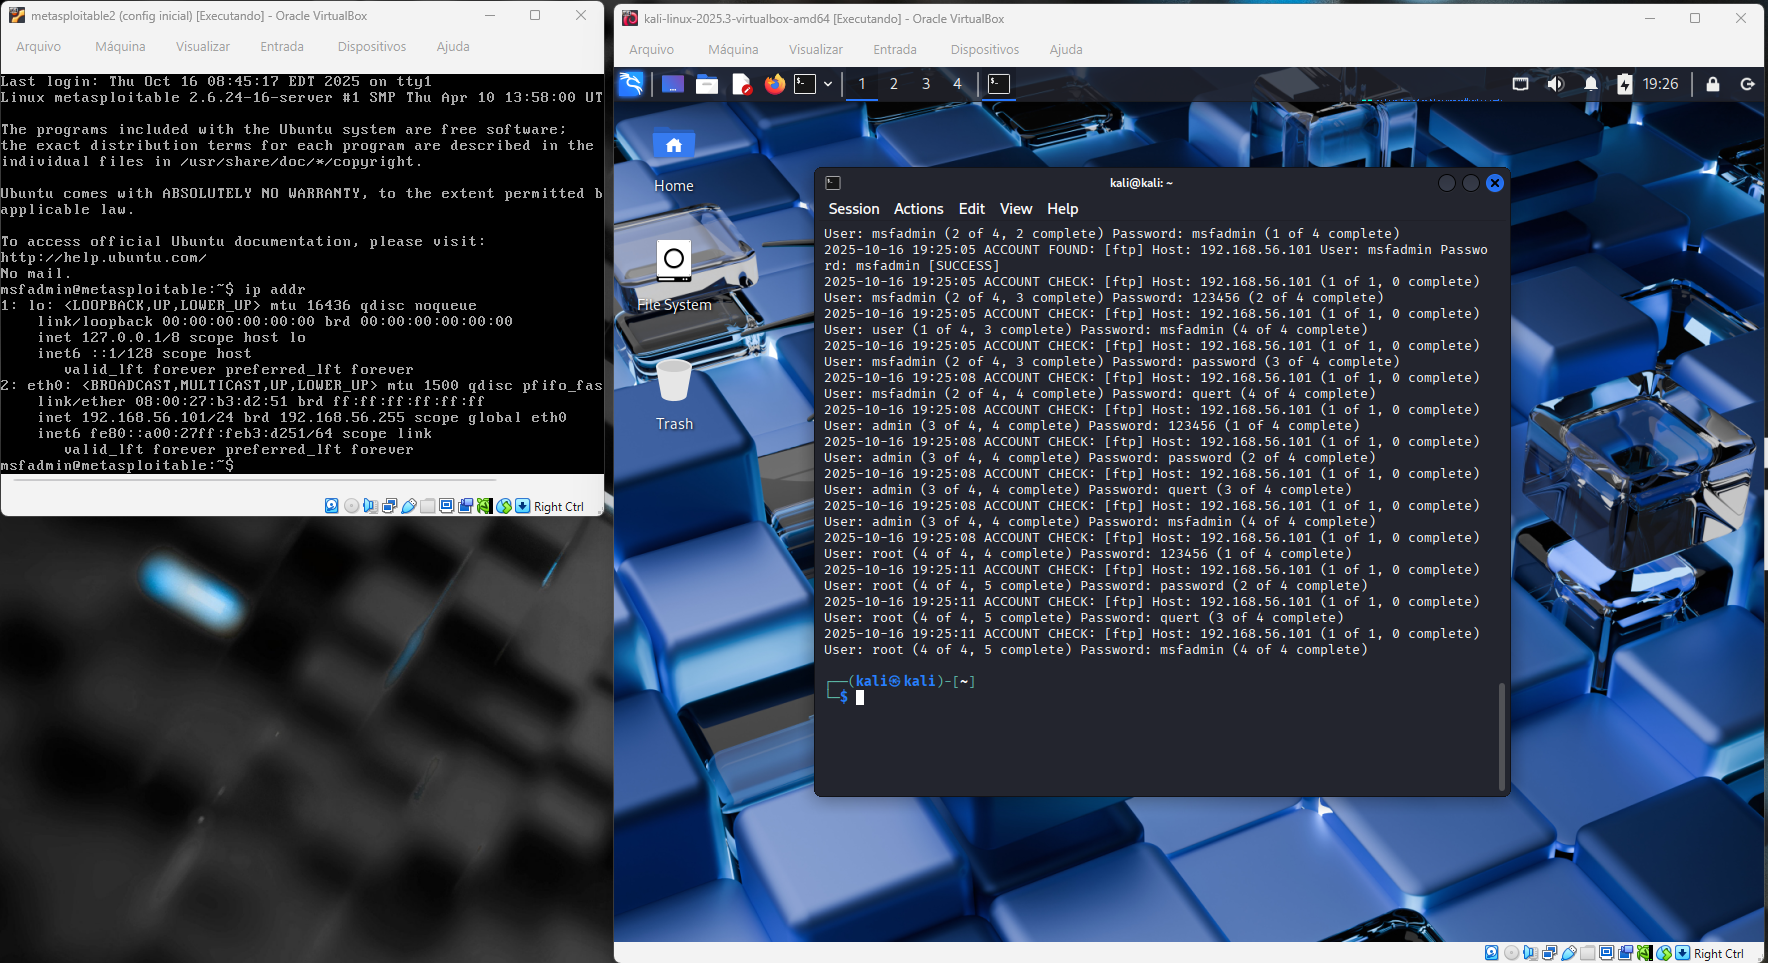 metasploitable2 (config inicial) [Executando] - Oracle VirtualBox
Arquivo Máquina Visualizar Entrada Dispositivos Ajuda
Last login: Thu Oct 16 08:45:17 EDT 2025 on tty1
Linux metasploitable 2.6.24-16-server #1 SMP Thu Apr 10 13:58:00 UT
The programs included with the Ubuntu system are free software;
the exact distribution terms for each program are described in the
individual files in /usr/share/doc/*/copyright.
Ubuntu comes with ABSOLUTELY NO WARRANTY, to the extent permitted b
applicable law.
To access official Ubuntu documentation, please visit:
http://help.ubuntu.com/
No mail.
msfadmin@metasploitable:~$ ip addr
1: lo: <LOOPBACK,UP,LOWER_UP> mtu 16436 qdisc noqueue
link/loopback 00:00:00:00:00:00 brd 00:00:00:00:00:00
inet 127.0.0.1/8 scope host lo
inet6 ::1/128 scope host
valid_lft forever preferred_lft forever
2: eth0: <BROADCAST,MULTICAST,UP,LOWER_UP> mtu 1500 qdisc pfifo_fas
link/ether 08:00:27:b3:d2:51 brd ff:ff:ff:ff:ff:ff
inet 192.168.56.101/24 brd 192.168.56.255 scope global eth0
inet6 fe80::a00:27ff:feb3:d251/64 scope link
valid_lft forever preferred_lft forever
msfadmin@metasploitable:~$
Right Ctrl
kali-linux-2025.3-virtualbox-amd64 [Executando] - Oracle VirtualBox
Arquivo Máquina Visualizar Entrada Dispositivos Ajuda
1 2 3 4 19:26
Home
File System
Trash
kali@kali: ~
Session Actions Edit View Help
User: msfadmin (2 of 4, 2 complete) Password: msfadmin (1 of 4 complete)
2025-10-16 19:25:05 ACCOUNT FOUND: [ftp] Host: 192.168.56.101 User: msfadmin Passwo
rd: msfadmin [SUCCESS]
2025-10-16 19:25:05 ACCOUNT CHECK: [ftp] Host: 192.168.56.101 (1 of 1, 0 complete)
User: msfadmin (2 of 4, 3 complete) Password: 123456 (2 of 4 complete)
2025-10-16 19:25:05 ACCOUNT CHECK: [ftp] Host: 192.168.56.101 (1 of 1, 0 complete)
User: user (1 of 4, 3 complete) Password: msfadmin (4 of 4 complete)
2025-10-16 19:25:05 ACCOUNT CHECK: [ftp] Host: 192.168.56.101 (1 of 1, 0 complete)
User: msfadmin (2 of 4, 3 complete) Password: password (3 of 4 complete)
2025-10-16 19:25:08 ACCOUNT CHECK: [ftp] Host: 192.168.56.101 (1 of 1, 0 complete)
User: msfadmin (2 of 4, 4 complete) Password: quert (4 of 4 complete)
2025-10-16 19:25:08 ACCOUNT CHECK: [ftp] Host: 192.168.56.101 (1 of 1, 0 complete)
User: admin (3 of 4, 4 complete) Password: 123456 (1 of 4 complete)
2025-10-16 19:25:08 ACCOUNT CHECK: [ftp] Host: 192.168.56.101 (1 of 1, 0 complete)
User: admin (3 of 4, 4 complete) Password: password (2 of 4 complete)
2025-10-16 19:25:08 ACCOUNT CHECK: [ftp] Host: 192.168.56.101 (1 of 1, 0 complete)
User: admin (3 of 4, 4 complete) Password: quert (3 of 4 complete)
2025-10-16 19:25:08 ACCOUNT CHECK: [ftp] Host: 192.168.56.101 (1 of 1, 0 complete)
User: admin (3 of 4, 4 complete) Password: msfadmin (4 of 4 complete)
2025-10-16 19:25:08 ACCOUNT CHECK: [ftp] Host: 192.168.56.101 (1 of 1, 0 complete)
User: root (4 of 4, 4 complete) Password: 123456 (1 of 4 complete)
2025-10-16 19:25:11 ACCOUNT CHECK: [ftp] Host: 192.168.56.101 (1 of 1, 0 complete)
User: root (4 of 4, 5 complete) Password: password (2 of 4 complete)
2025-10-16 19:25:11 ACCOUNT CHECK: [ftp] Host: 192.168.56.101 (1 of 1, 0 complete)
User: root (4 of 4, 5 complete) Password: quert (3 of 4 complete)
2025-10-16 19:25:11 ACCOUNT CHECK: [ftp] Host: 192.168.56.101 (1 of 1, 0 complete)
User: root (4 of 4, 5 complete) Password: msfadmin (4 of 4 complete)
┌──(kali㉿kali)-[~]
└─$
Right Ctrl